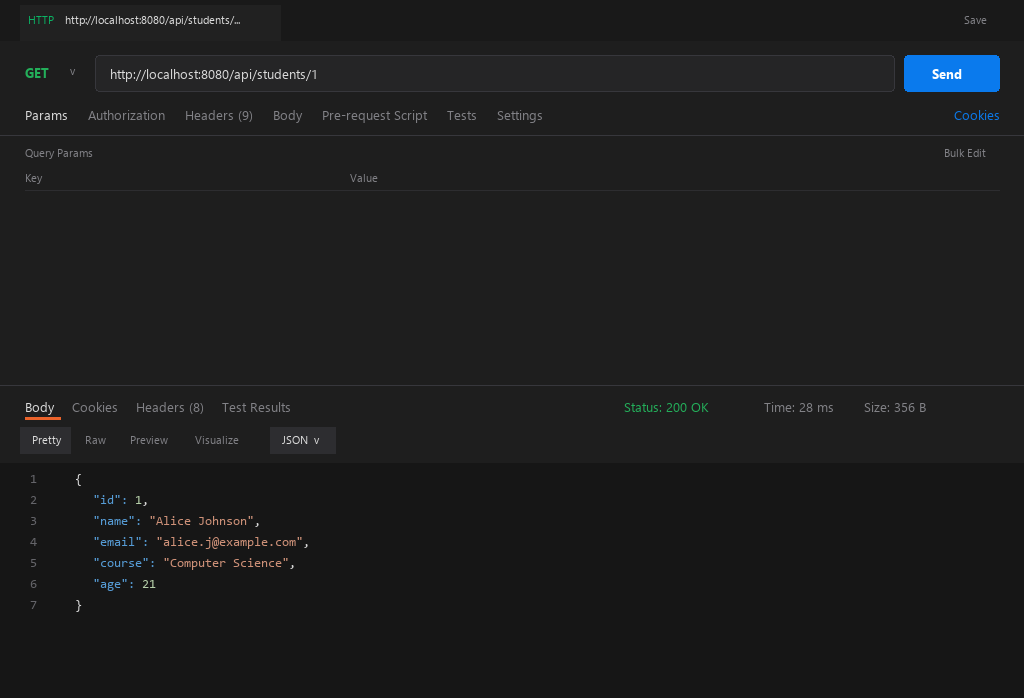 HTTP http://localhost:8080/api/students/... Save
GET v http://localhost:8080/api/students/1 Send
Params Authorization Headers (9) Body Pre-request Script Tests Settings Cookies
Query Params Bulk Edit
Key Value
Body Cookies Headers (8) Test Results Status: 200 OK Time: 28 ms Size: 356 B
Pretty Raw Preview Visualize JSON v
1 {
2 "id": 1,
3 "name": "Alice Johnson",
4 "email": "alice.j@example.com",
5 "course": "Computer Science",
6 "age": 21
7 }